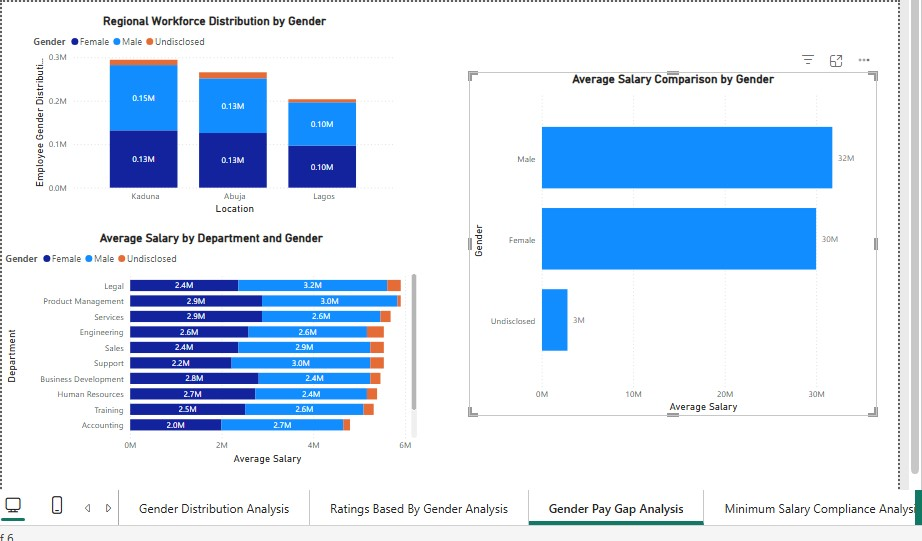 Regional Workforce Distribution by Gender
Gender Female Male Undisclosed
Employee Gender Distributi...
0.3M
0.2M
0.1M
0.0M
0.15M
0.13M
0.13M
0.13M
0.10M
0.10M
Kaduna Abuja Lagos
Location
Average Salary by Department and Gender
Gender Female Male Undisclosed
Department
Legal 2.4M 3.2M
Product Management 2.9M 3.0M
Services 2.9M 2.6M
Engineering 2.6M 2.6M
Sales 2.4M 2.9M
Support 2.2M 3.0M
Business Development 2.8M 2.4M
Human Resources 2.7M 2.4M
Training 2.5M 2.6M
Accounting 2.0M 2.7M
0M 2M 4M 6M
Average Salary
Average Salary Comparison by Gender
Gender
Male 32M
Female 30M
Undisclosed 3M
0M 10M 20M 30M
Average Salary
Gender Distribution Analysis Ratings Based By Gender Analysis Gender Pay Gap Analysis Minimum Salary Compliance Analys
f 6